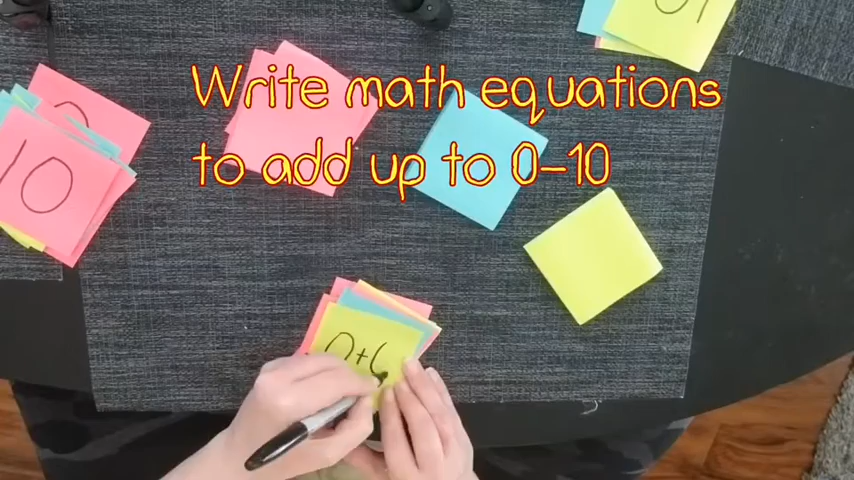 Write math equations
to add up to 0-10
10
0+6